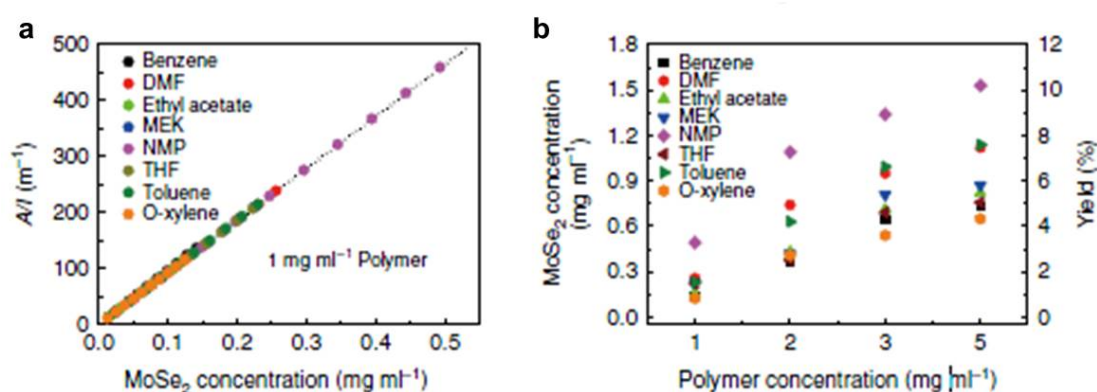 a
500
400
300
200
100
0
A/l (m⁻¹)
Benzene
DMF
Ethyl acetate
MEK
NMP
THF
Toluene
O-xylene
1 mg ml⁻¹ Polymer
0.0 0.1 0.2 0.3 0.4 0.5
MoSe₂ concentration (mg ml⁻¹)
b
1.8
1.5
1.2
0.9
0.6
0.3
0.0
MoSe₂ concentration
(mg ml⁻¹)
Benzene
DMF
Ethyl acetate
MEK
NMP
THF
Toluene
O-xylene
12
10
8
6
4
2
0
Yield (%)
1 2 3 5
Polymer concentration (mg ml⁻¹)